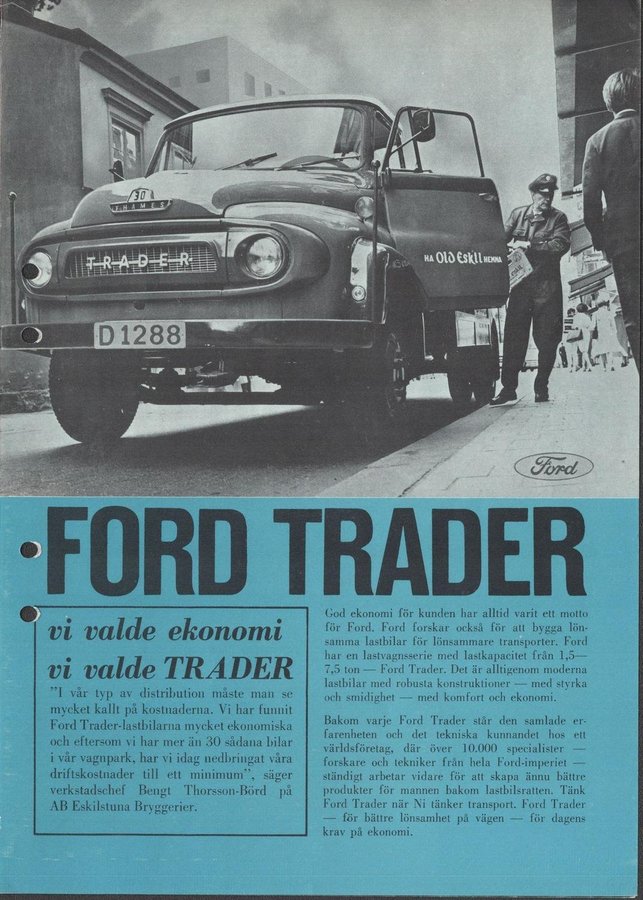 30
THAMES
TRADER
HA Old Eskil HEMMA
D1288
Ford
FORD TRADER
vi valde ekonomi
vi valde TRADER
"I vår typ av distribution måste man se
mycket kallt på kostnaderna. Vi har funnit
Ford Trader-lastbilarna mycket ekonomiska
och eftersom vi har mer än 30 sådana bilar
i vår vagnpark, har vi idag nedbringat våra
driftskostnader till ett minimum", säger
verkstadschef Bengt Thorsson-Börd på
AB Eskilstuna Bryggerier.
God ekonomi för kunden har alltid varit ett motto
för Ford. Ford forskar också för att bygga lön-
samma lastbilar för lönsammare transporter. Ford
har en lastvagnsserie med lastkapacitet från 1,5—
7,5 ton — Ford Trader. Det är alltigenom moderna
lastbilar med robusta konstruktioner — med styrka
och smidighet — med komfort och ekonomi.
Bakom varje Ford Trader står den samlade er-
farenheten och det tekniska kunnandet hos ett
världsföretag, där över 10.000 specialister —
forskare och tekniker från hela Ford-imperiet —
ständigt arbetar vidare för att skapa ännu bättre
produkter för mannen bakom lastbilsratten. Tänk
Ford Trader när Ni tänker transport. Ford Trader
— för bättre lönsamhet på vägen — för dagens
krav på ekonomi.